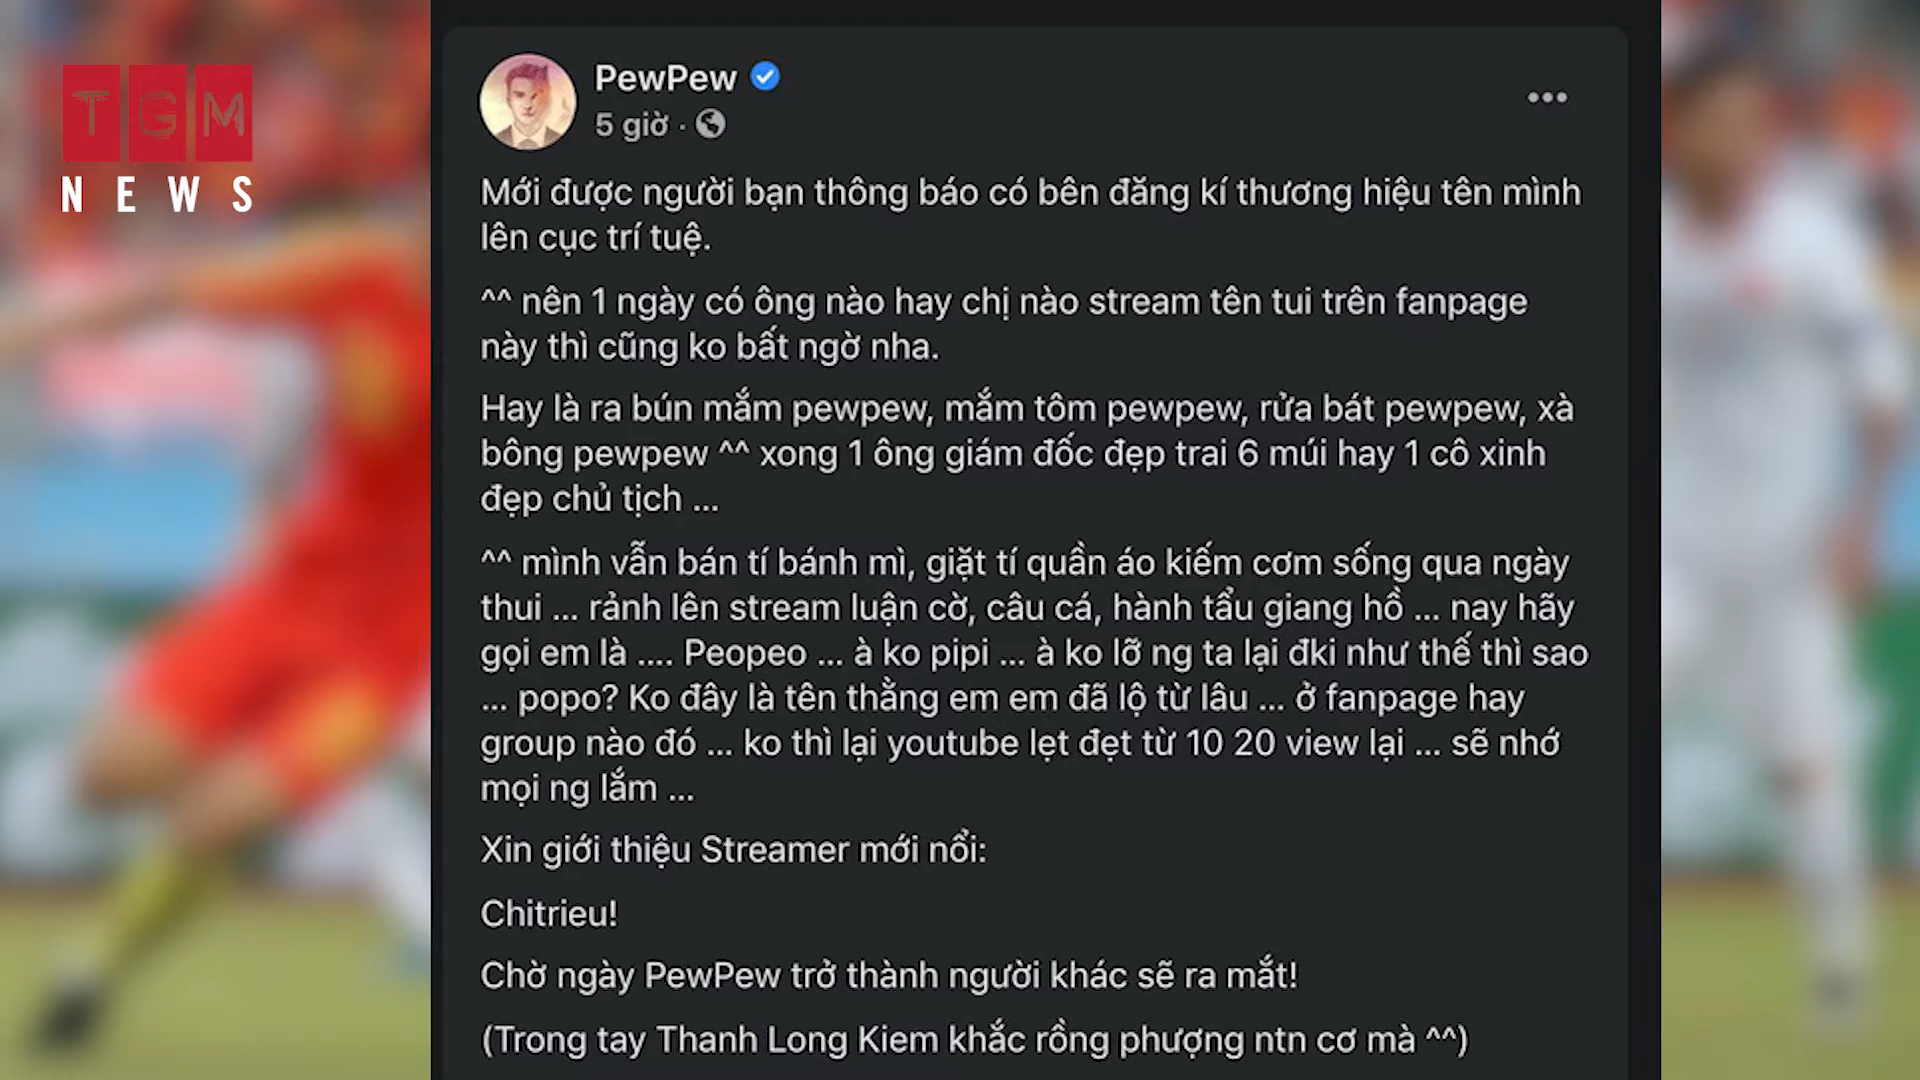 TGM
NEWS
PewPew
5 giờ ·
Mới được người bạn thông báo có bên đăng kí thương hiệu tên mình
lên cục trí tuệ.
^^ nên 1 ngày có ông nào hay chị nào stream tên tui trên fanpage
này thì cũng ko bất ngờ nha.
Hay là ra bún mắm pewpew, mắm tôm pewpew, rửa bát pewpew, xà
bông pewpew ^^ xong 1 ông giám đốc đẹp trai 6 múi hay 1 cô xinh
đẹp chủ tịch ...
^^ mình vẫn bán tí bánh mì, giặt tí quần áo kiếm cơm sống qua ngày
thui ... rảnh lên stream luận cờ, câu cá, hành tẩu giang hồ ... nay hãy
gọi em là .... Peopeo ... à ko pipi ... à ko lỡ ng ta lại đki như thế thì sao
... popo? Ko đây là tên thằng em em đã lộ từ lâu ... ở fanpage hay
group nào đó ... ko thì lại youtube lẹt đẹt từ 10 20 view lại ... sẽ nhớ
mọi ng lắm ...
Xin giới thiệu Streamer mới nổi:
Chitrieu!
Chờ ngày PewPew trở thành người khác sẽ ra mắt!
(Trong tay Thanh Long Kiem khắc rồng phượng ntn cơ mà ^^)